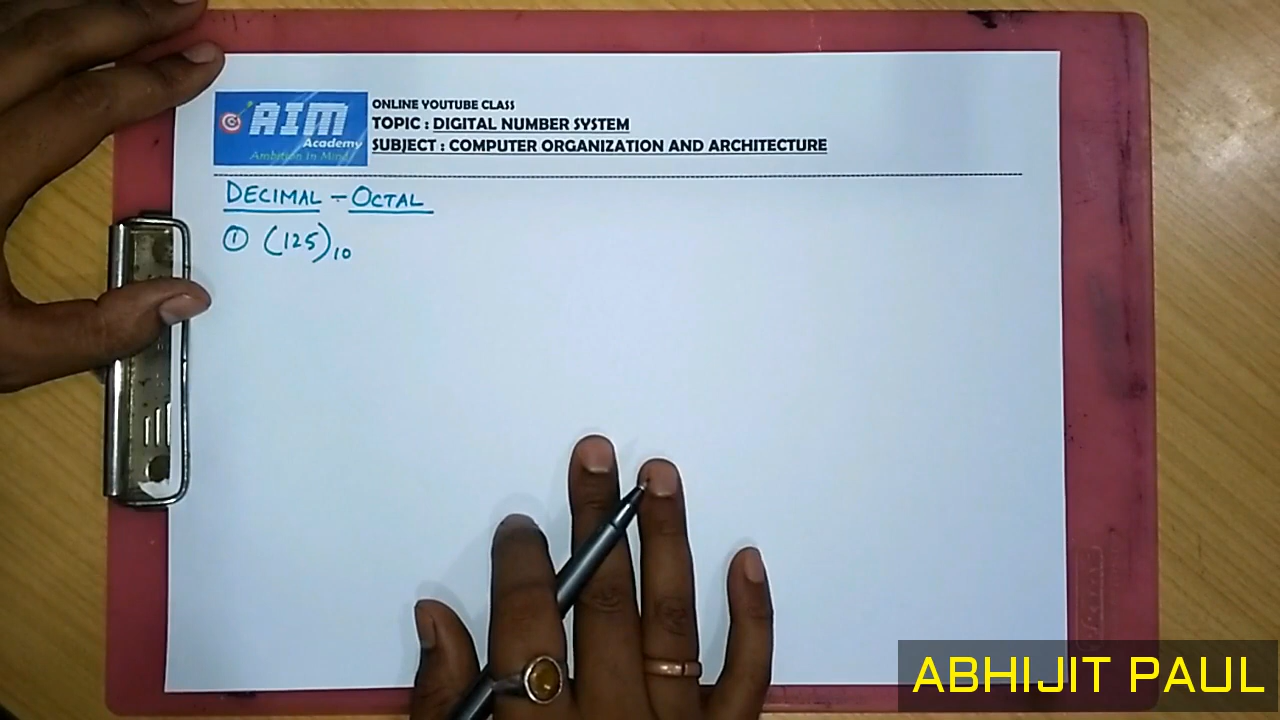 AIM
Academy
Ambition In Mind
ONLINE YOUTUBE CLASS
TOPIC : DIGITAL NUMBER SYSTEM
SUBJECT : COMPUTER ORGANIZATION AND ARCHITECTURE
DECIMAL - OCTAL
① (125)₁₀
ABHIJIT PAUL